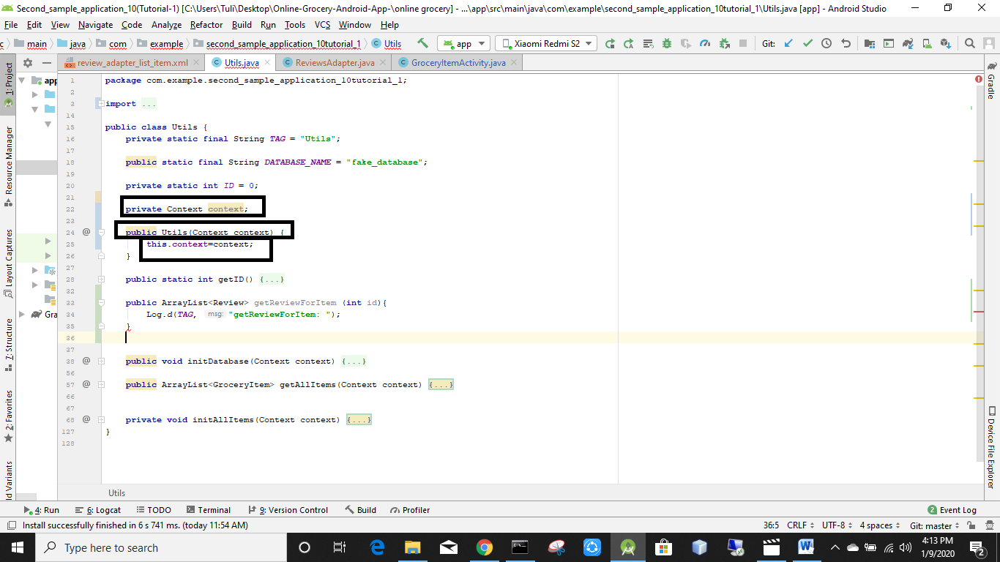 Second_sample_application_10(Tutorial-1) [C:\Users\Tuli\Desktop\Online-Grocery-Android-App-\online grocery] - ...\app\src\main\java\com\example\second_sample_application_10tutorial_1\Utils.java [app] - Android Studio
File Edit View Navigate Code Analyze Refactor Build Run Tools VCS Window Help
c main java com example second_sample_application_10tutorial_1 Utils app Xiaomi Redmi S2 Git:
review_adapter_list_item.xml Utils.java ReviewsAdapter.java GroceryItemActivity.java
1: Project
Resource Manager
Layout Captures
7: Structure
2: Favorites
ld Variants
app
Gra
Gradle
Device File Explorer
1 package com.example.second_sample_application_10tutorial_1;
2
3 import ...
14
15 public class Utils {
16 private static final String TAG = "Utils";
17
18 public static final String DATABASE_NAME = "fake_database";
19
20 private static int ID = 0;
21
22 private Context context;
23
24 @ public Utils(Context context) {
25 this.context=context;
26 }
27
28 public static int getID() {...}
32
33 public ArrayList<Review> getReviewForItem (int id){
34 Log.d(TAG, msg: "getReviewForItem: ");
35 }
36
37
38 @ public void initDatabase(Context context) {...}
56
57 @ public ArrayList<GroceryItem> getAllItems(Context context) {...}
66
67
68 @ private void initAllItems(Context context) {...}
127 }
128
Utils
4: Run 6: Logcat TODO Terminal 9: Version Control Build Profiler 2 Event Log
Install successfully finished in 6 s 741 ms. (today 11:54 AM) 36:5 CRLF UTF-8 4 spaces Git: master
Type here to search
4:13 PM
1/9/2020
2